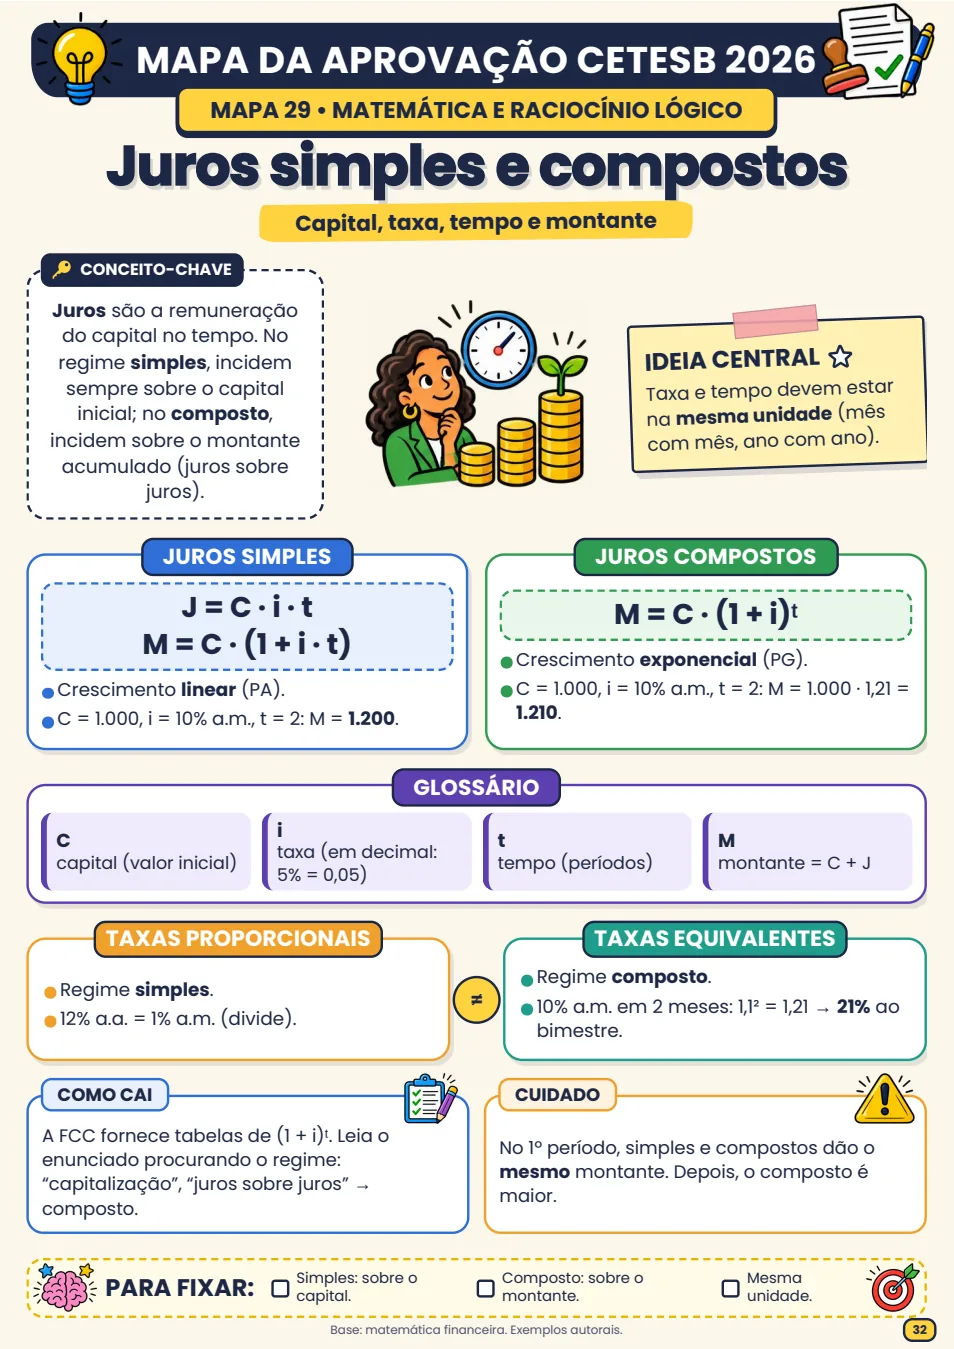 MAPA DA APROVAÇÃO CETESB 2026
MAPA 29 • MATEMÁTICA E RACIOCÍNIO LÓGICO
Juros simples e compostos
Capital, taxa, tempo e montante
CONCEITO-CHAVE
Juros são a remuneração
do capital no tempo. No
regime simples, incidem
sempre sobre o capital
inicial; no composto,
incidem sobre o montante
acumulado (juros sobre
juros).
IDEIA CENTRAL
Taxa e tempo devem estar
na mesma unidade (mês
com mês, ano com ano).
JUROS SIMPLES
J = C · i · t
M = C · (1 + i · t)
Crescimento linear (PA).
C = 1.000, i = 10% a.m., t = 2: M = 1.200.
JUROS COMPOSTOS
M = C · (1 + i)ᵗ
Crescimento exponencial (PG).
C = 1.000, i = 10% a.m., t = 2: M = 1.000 · 1,21 =
1.210.
GLOSSÁRIO
C
capital (valor inicial)
i
taxa (em decimal:
5% = 0,05)
t
tempo (períodos)
M
montante = C + J
TAXAS PROPORCIONAIS
Regime simples.
12% a.a. = 1% a.m. (divide).
≠
TAXAS EQUIVALENTES
Regime composto.
10% a.m. em 2 meses: 1,1² = 1,21 → 21% ao
bimestre.
COMO CAI
A FCC fornece tabelas de (1 + i)ᵗ. Leia o
enunciado procurando o regime:
“capitalização”, “juros sobre juros” →
composto.
CUIDADO
No 1º período, simples e compostos dão o
mesmo montante. Depois, o composto é
maior.
PARA FIXAR:
Simples: sobre o
capital.
Composto: sobre o
montante.
Mesma
unidade.
Base: matemática financeira. Exemplos autorais.
32